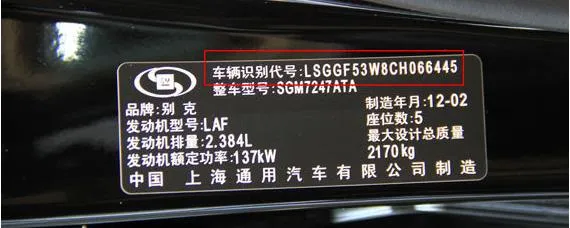 车辆识别代号:LSGGF53W8CH066445
整车型号:SGM7247ATA
GM
品牌:别克
制造年月:12-02
发动机型号:LAF
座位数:5
发动机排量:2.384L
最大设计总质量
发动机额定功率:137kW
2170kg
中国 上海通用汽车有限公司制造